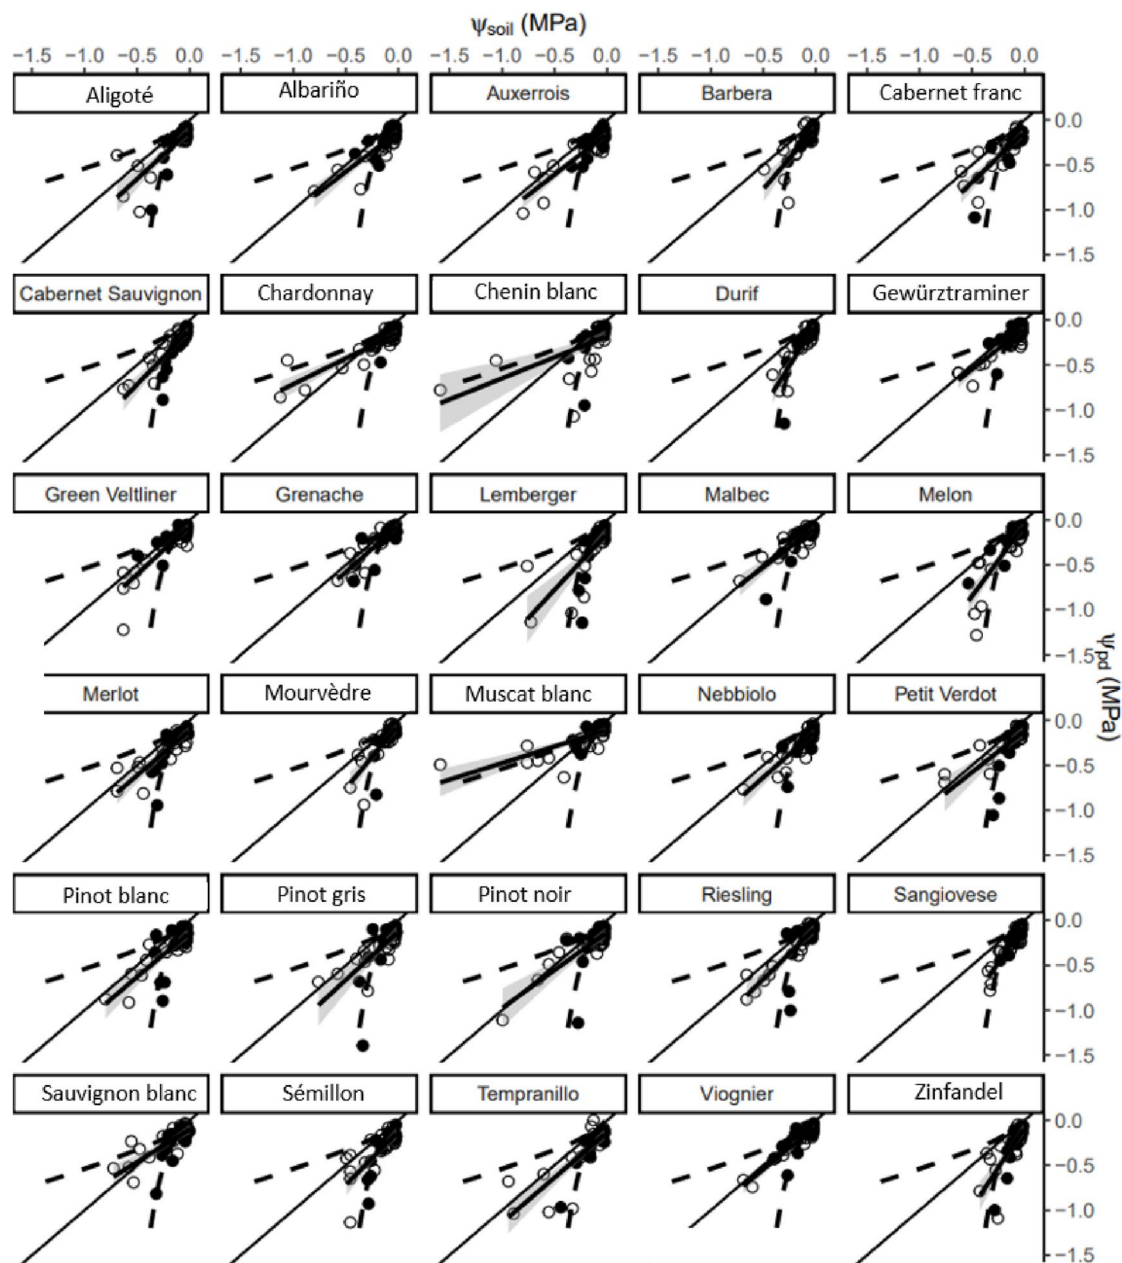 ψsoil (MPa)
−1.5 −1.0 −0.5 0.0 −1.5 −1.0 −0.5 0.0 −1.5 −1.0 −0.5 0.0 −1.5 −1.0 −0.5 0.0 −1.5 −1.0 −0.5 0.0
Aligoté Albariño Auxerrois Barbera Cabernet franc
0.0
−0.5
−1.0
−1.5
Cabernet Sauvignon Chardonnay Chenin blanc Durif Gewürztraminer
0.0
−0.5
−1.0
−1.5
Green Veltliner Grenache Lemberger Malbec Melon
0.0
−0.5
−1.0
−1.5
ψpd (MPa)
Merlot Mourvèdre Muscat blanc Nebbiolo Petit Verdot
0.0
−0.5
−1.0
−1.5
Pinot blanc Pinot gris Pinot noir Riesling Sangiovese
0.0
−0.5
−1.0
−1.5
Sauvignon blanc Sémillon Tempranillo Viognier Zinfandel
0.0
−0.5
−1.0
−1.5